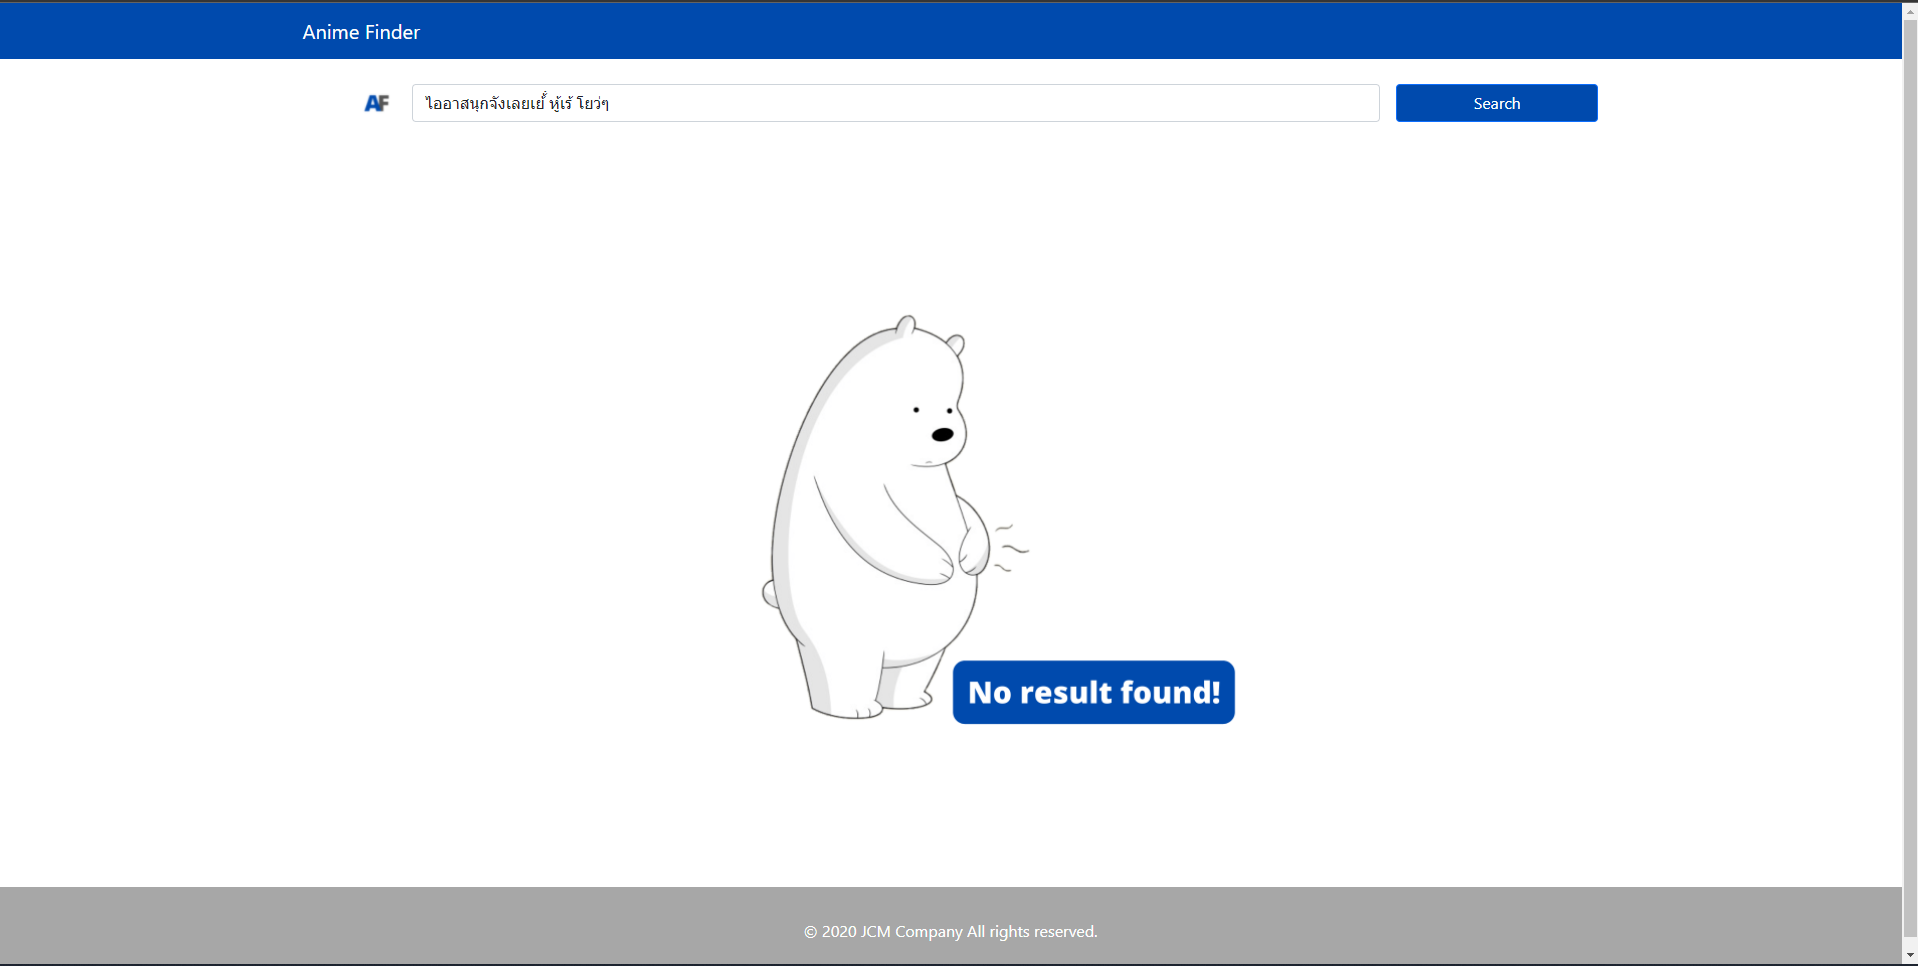 Anime Finder
AF
ไออาสนุกจังเลยเย้ๆ หู้เร้ โยว่ๆ
Search
No result found!
© 2020 JCM Company All rights reserved.